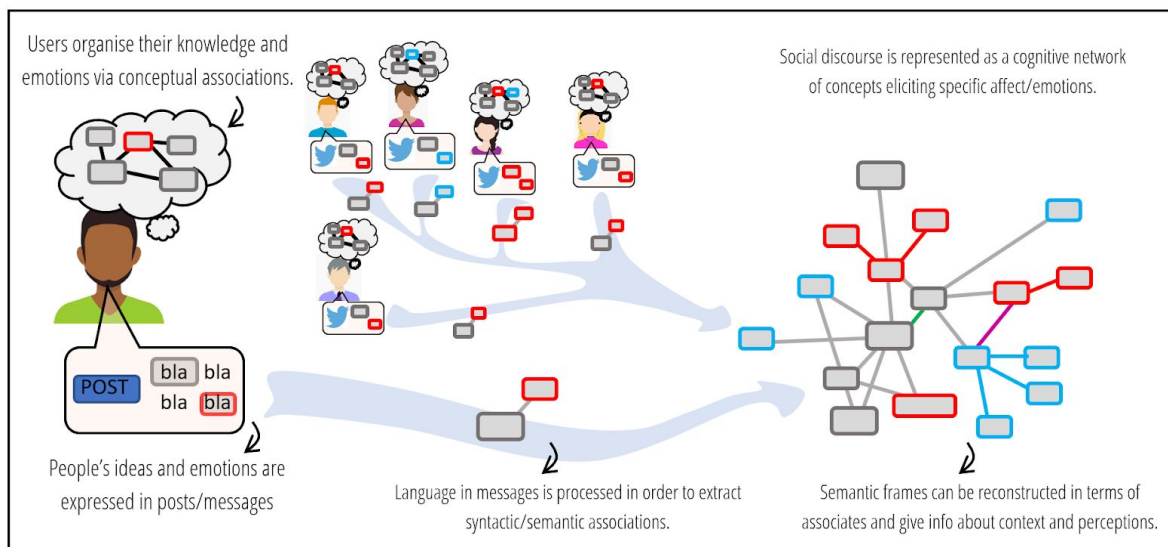 Users organise their knowledge and
emotions via conceptual associations.
Social discourse is represented as a cognitive network
of concepts eliciting specific affect/emotions.
POST
bla bla
bla bla
People's ideas and emotions are
expressed in posts/messages
Language in messages is processed in order to extract
syntactic/semantic associations.
Semantic frames can be reconstructed in terms of
associates and give info about context and perceptions.